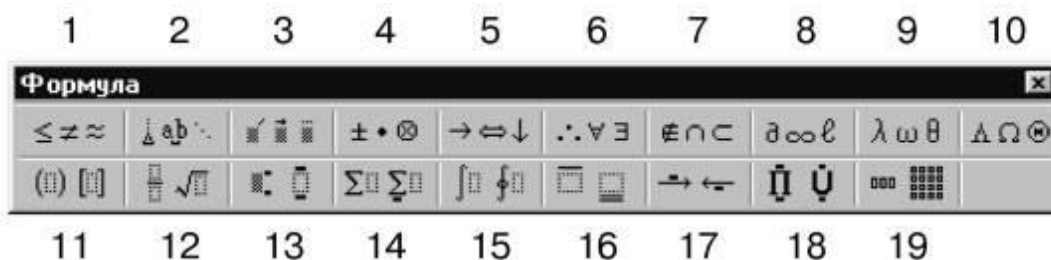 1 2 3 4 5 6 7 8 9 10
Формула
≤ ≠ ≈ a͟b ⋱ ± • ⊗ → ⇔ ↓ ∴ ∀ ∃ ∉ ∩ ⊂ ∂ ∞ ℓ λ ω θ Λ Ω Θ
(▯) [▯] √▯ Σ▯ Σ▯ ∫▯ ∮▯ Π Ụ
11 12 13 14 15 16 17 18 19